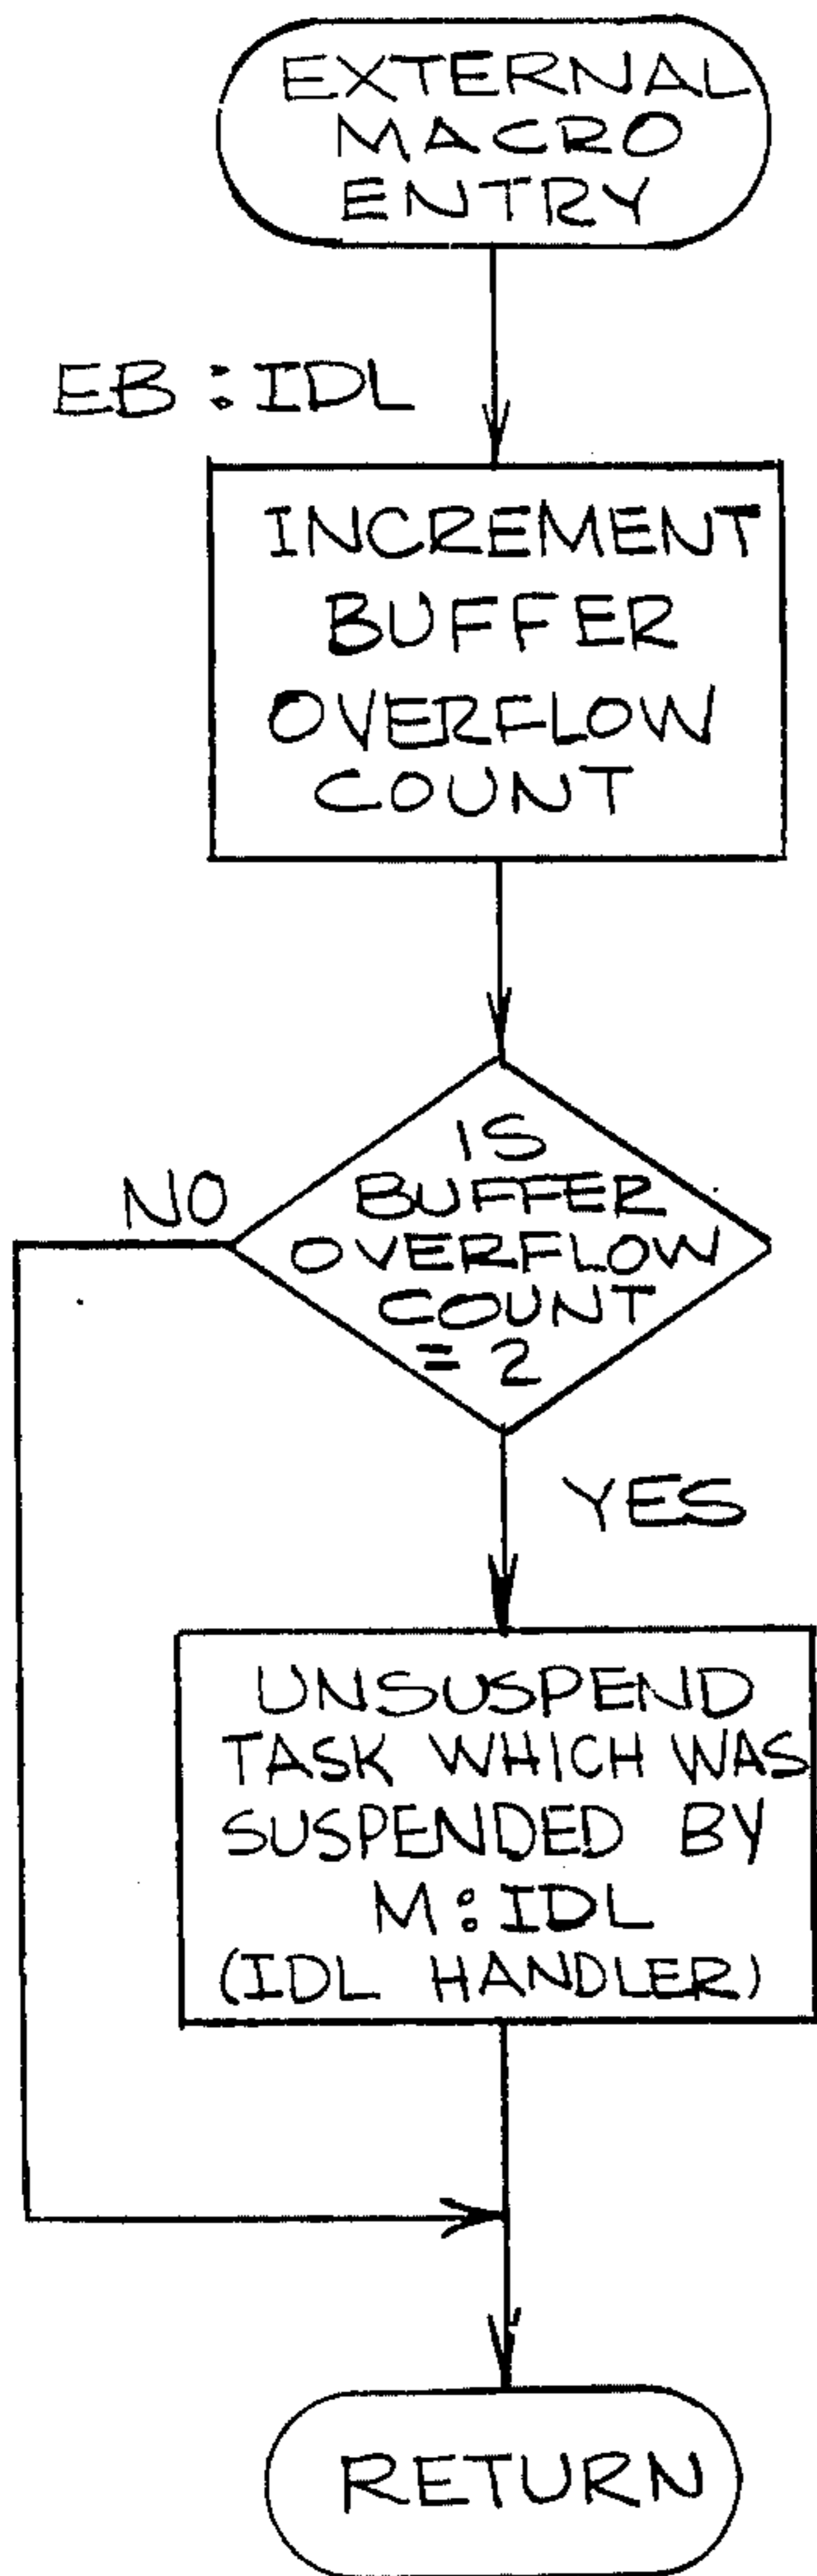 EXTERNAL
MACRO
ENTRY
EB:IDL
INCREMENT
BUFFER
OVERFLOW
COUNT
IS
BUFFER
OVERFLOW
COUNT
= 2
NO
YES
UNSUSPEND
TASK WHICH WAS
SUSPENDED BY
M:IDL
(IDL HANDLER)
RETURN